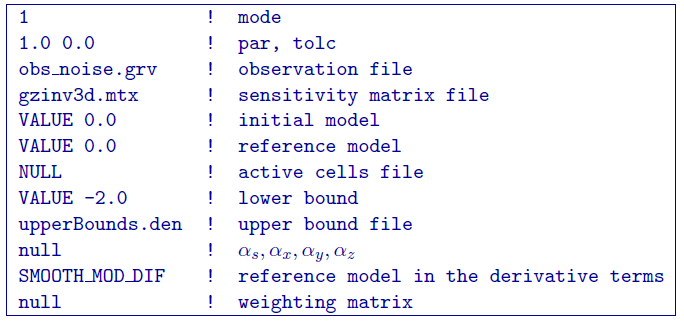 1 ! mode
1.0 0.0 ! par, tolc
obs_noise.grv ! observation file
gzinv3d.mtx ! sensitivity matrix file
VALUE 0.0 ! initial model
VALUE 0.0 ! reference model
NULL ! active cells file
VALUE -2.0 ! lower bound
upperBounds.den ! upper bound file
null ! αs, αx, αy, αz
SMOOTH_MOD_DIF ! reference model in the derivative terms
null ! weighting matrix